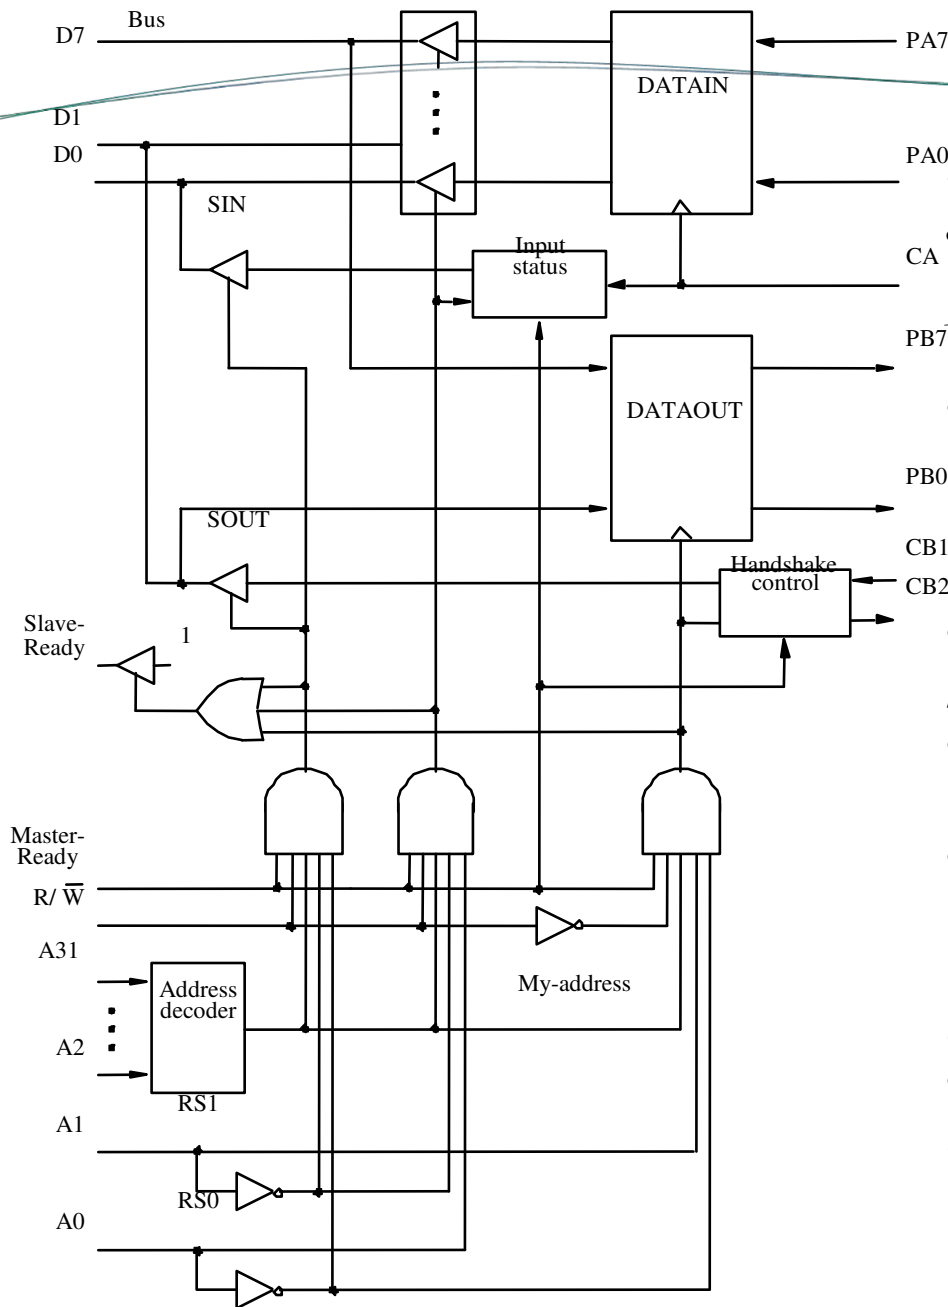 Bus
D7
PA7
DATAIN
D1
D0
PA0
SIN
Input
status
CA
PB7
DATAOUT
PB0
SOUT
CB1
Handshake
control
CB2
Slave-
Ready
1
Master-
Ready
R/ W̅
A31
My-address
Address
decoder
A2
RS1
A1
RS0
A0